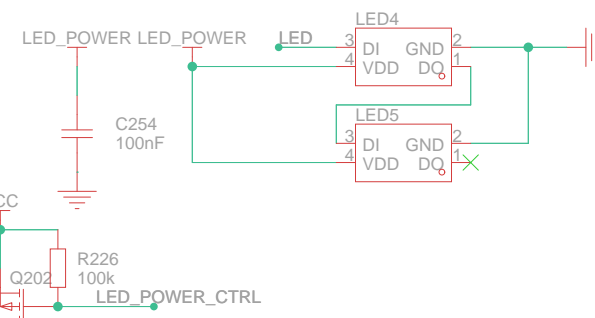 LED_POWER LED_POWER LED
LED4
3 DI GND 2
4 VDD DO 1
C254
100nF
LED5
3 DI GND 2
4 VDD DO 1
CC
R226
100k
Q202
LED_POWER_CTRL